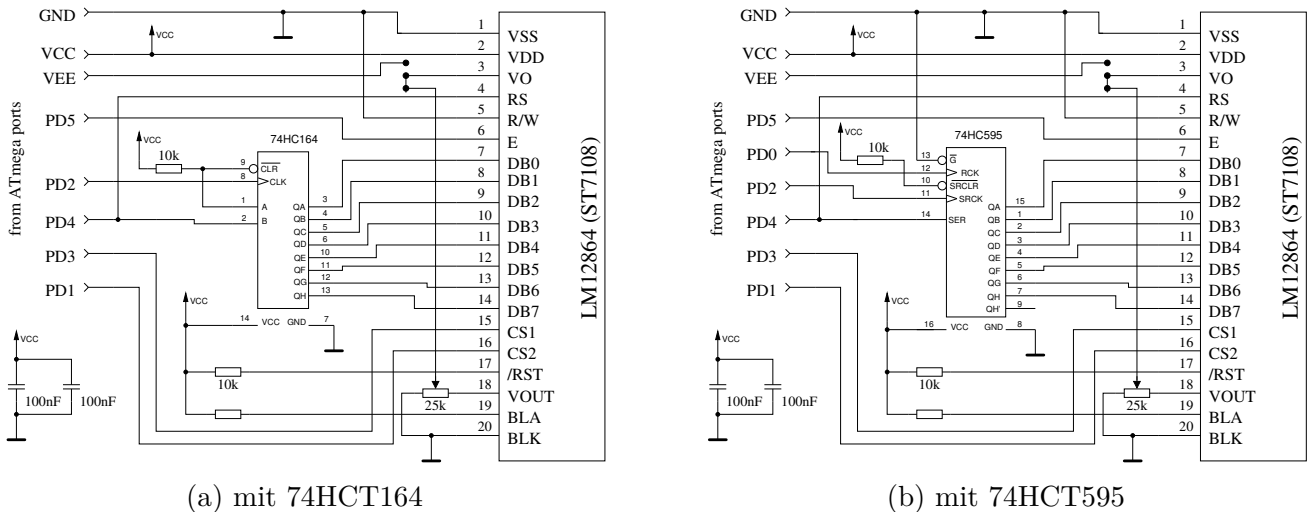 GND
VCC
VCC
VEE
PD5
PD2
PD4
PD3
PD1
from ATmega ports
VCC
10k
74HC164
9 CLR
8 CLK
1 A
2 B
QA 3
QB 4
QC 5
QD 6
QE 10
QF 11
QG 12
QH 13
14 VCC GND 7
VCC
10k
VCC
100nF 100nF
25k
1 VSS
2 VDD
3 VO
4 RS
5 R/W
6 E
7 DB0
8 DB1
9 DB2
10 DB3
11 DB4
12 DB5
13 DB6
14 DB7
15 CS1
16 CS2
17 /RST
18 VOUT
19 BLA
20 BLK
LM12864 (ST7108)
(a) mit 74HCT164
GND
VCC
VCC
VEE
PD5
PD0
PD2
PD4
PD3
PD1
from ATmega ports
VCC
10k
74HC595
13 G
12 RCK
10 SRCLR
11 SRCK
14 SER
QA 15
QB 1
QC 2
QD 3
QE 4
QF 5
QG 6
QH 7
QH' 9
16 VCC GND 8
VCC
10k
VCC
100nF 100nF
25k
1 VSS
2 VDD
3 VO
4 RS
5 R/W
6 E
7 DB0
8 DB1
9 DB2
10 DB3
11 DB4
12 DB5
13 DB6
14 DB7
15 CS1
16 CS2
17 /RST
18 VOUT
19 BLA
20 BLK
LM12864 (ST7108)
(b) mit 74HCT595